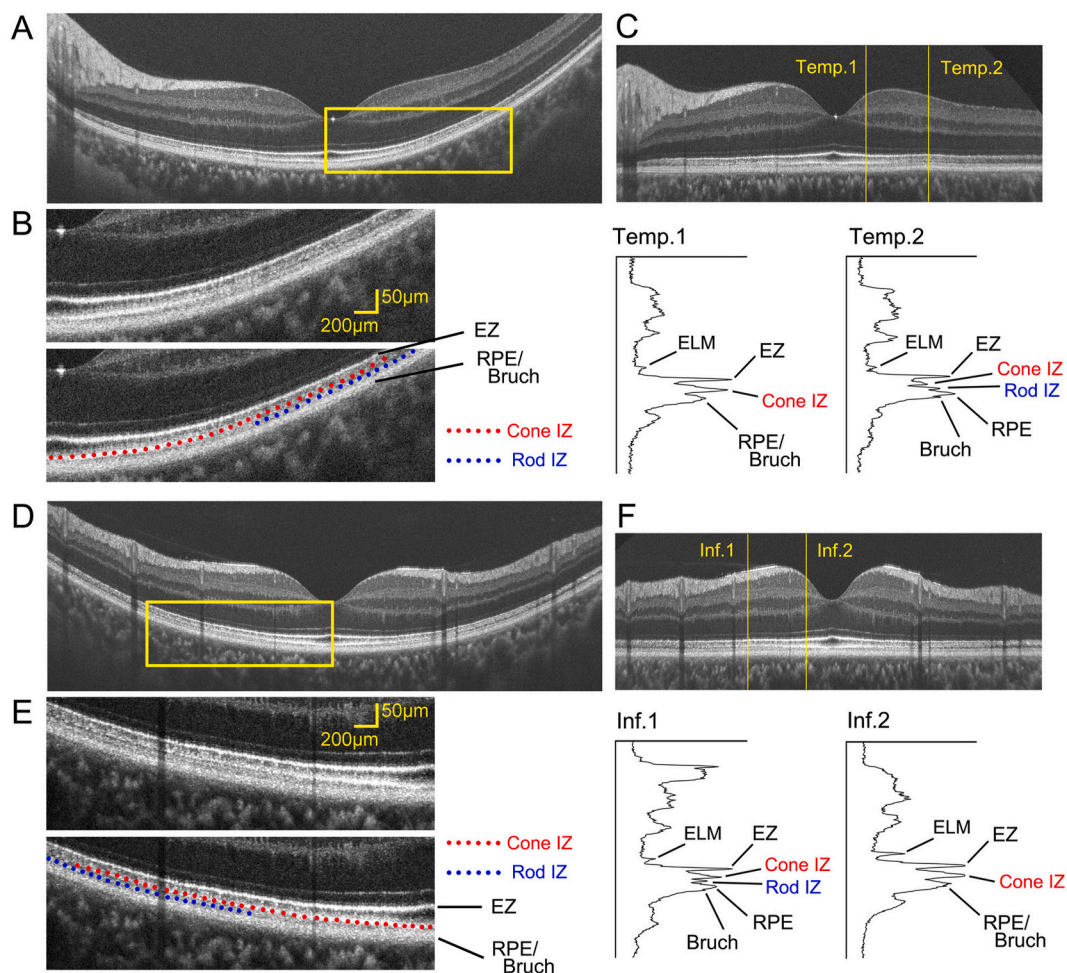 A
C
Temp.1
Temp.2
B
50μm
200μm
EZ
RPE/
Bruch
Cone IZ
Rod IZ
Temp.1
ELM
EZ
Cone IZ
RPE/
Bruch
Temp.2
ELM
EZ
Cone IZ
Rod IZ
RPE
Bruch
D
F
Inf.1
Inf.2
E
50μm
200μm
Cone IZ
Rod IZ
EZ
RPE/
Bruch
Inf.1
ELM
EZ
Cone IZ
Rod IZ
RPE
Bruch
Inf.2
ELM
EZ
Cone IZ
RPE/
Bruch